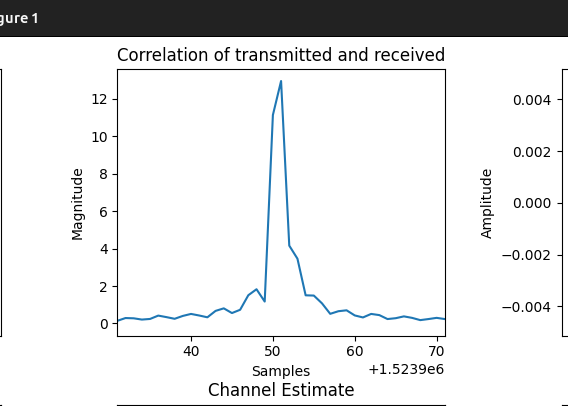 gure 1
Correlation of transmitted and received
12
10
8
6
4
2
0
Magnitude
40
50
60
70
Samples
+1.5239e6
Channel Estimate
0.004
0.002
0.000
−0.002
−0.004
Amplitude